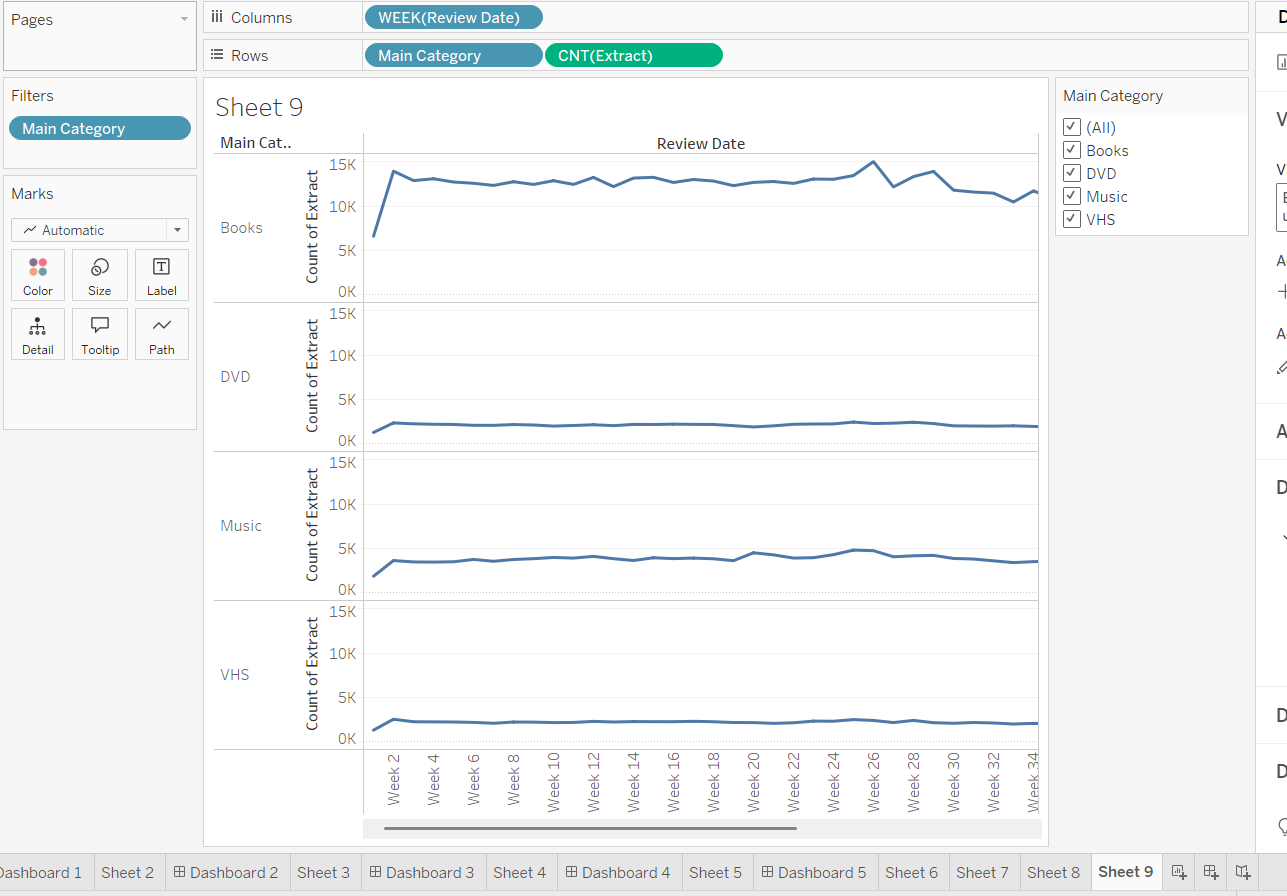 Pages
Columns
WEEK(Review Date)
Rows
Main Category
CNT(Extract)
Filters
Main Category
Marks
Automatic
Color
Size
Label
Detail
Tooltip
Path
Sheet 9
Main Cat..
Review Date
Books
Count of Extract
15K
10K
5K
0K
DVD
Count of Extract
15K
10K
5K
0K
Music
Count of Extract
15K
10K
5K
0K
VHS
Count of Extract
15K
10K
5K
0K
Week 2
Week 4
Week 6
Week 8
Week 10
Week 12
Week 14
Week 16
Week 18
Week 20
Week 22
Week 24
Week 26
Week 28
Week 30
Week 32
Week 34
Main Category
(All)
Books
DVD
Music
VHS
Dashboard 1
Sheet 2
Dashboard 2
Sheet 3
Dashboard 3
Sheet 4
Dashboard 4
Sheet 5
Dashboard 5
Sheet 6
Sheet 7
Sheet 8
Sheet 9